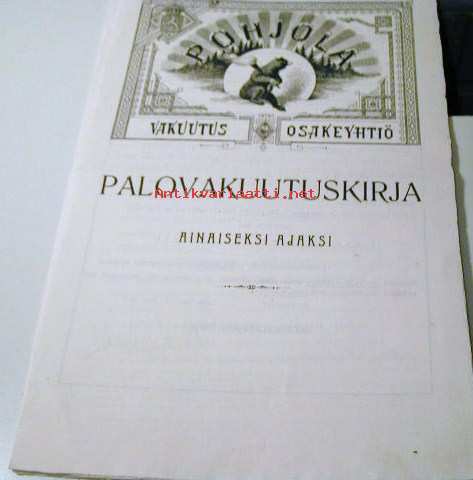 POHJOLA
VAKUUTUS OSAKEYHTIÖ
PALOVAKUUTUSKIRJA
Antikvariaatti.net
AINAISEKSI AJAKSI